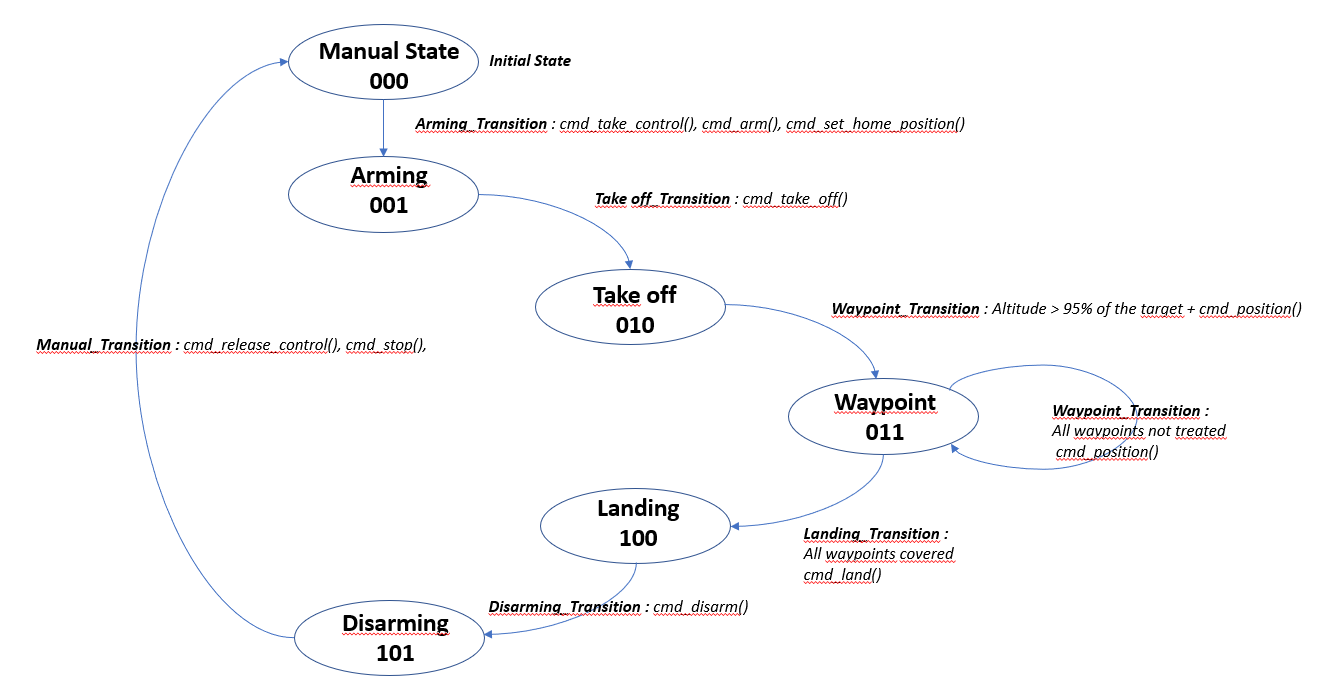 Manual State
000
Initial State
Arming_Transition : cmd_take_control(), cmd_arm(), cmd_set_home_position()
Arming
001
Take off_Transition : cmd_take_off()
Take off
010
Waypoint_Transition : Altitude > 95% of the target + cmd_position()
Manual_Transition : cmd_release_control(), cmd_stop(),
Waypoint
011
Waypoint_Transition :
All waypoints not treated
cmd_position()
Landing
100
Landing_Transition :
All waypoints covered
cmd_land()
Disarming_Transition : cmd_disarm()
Disarming
101